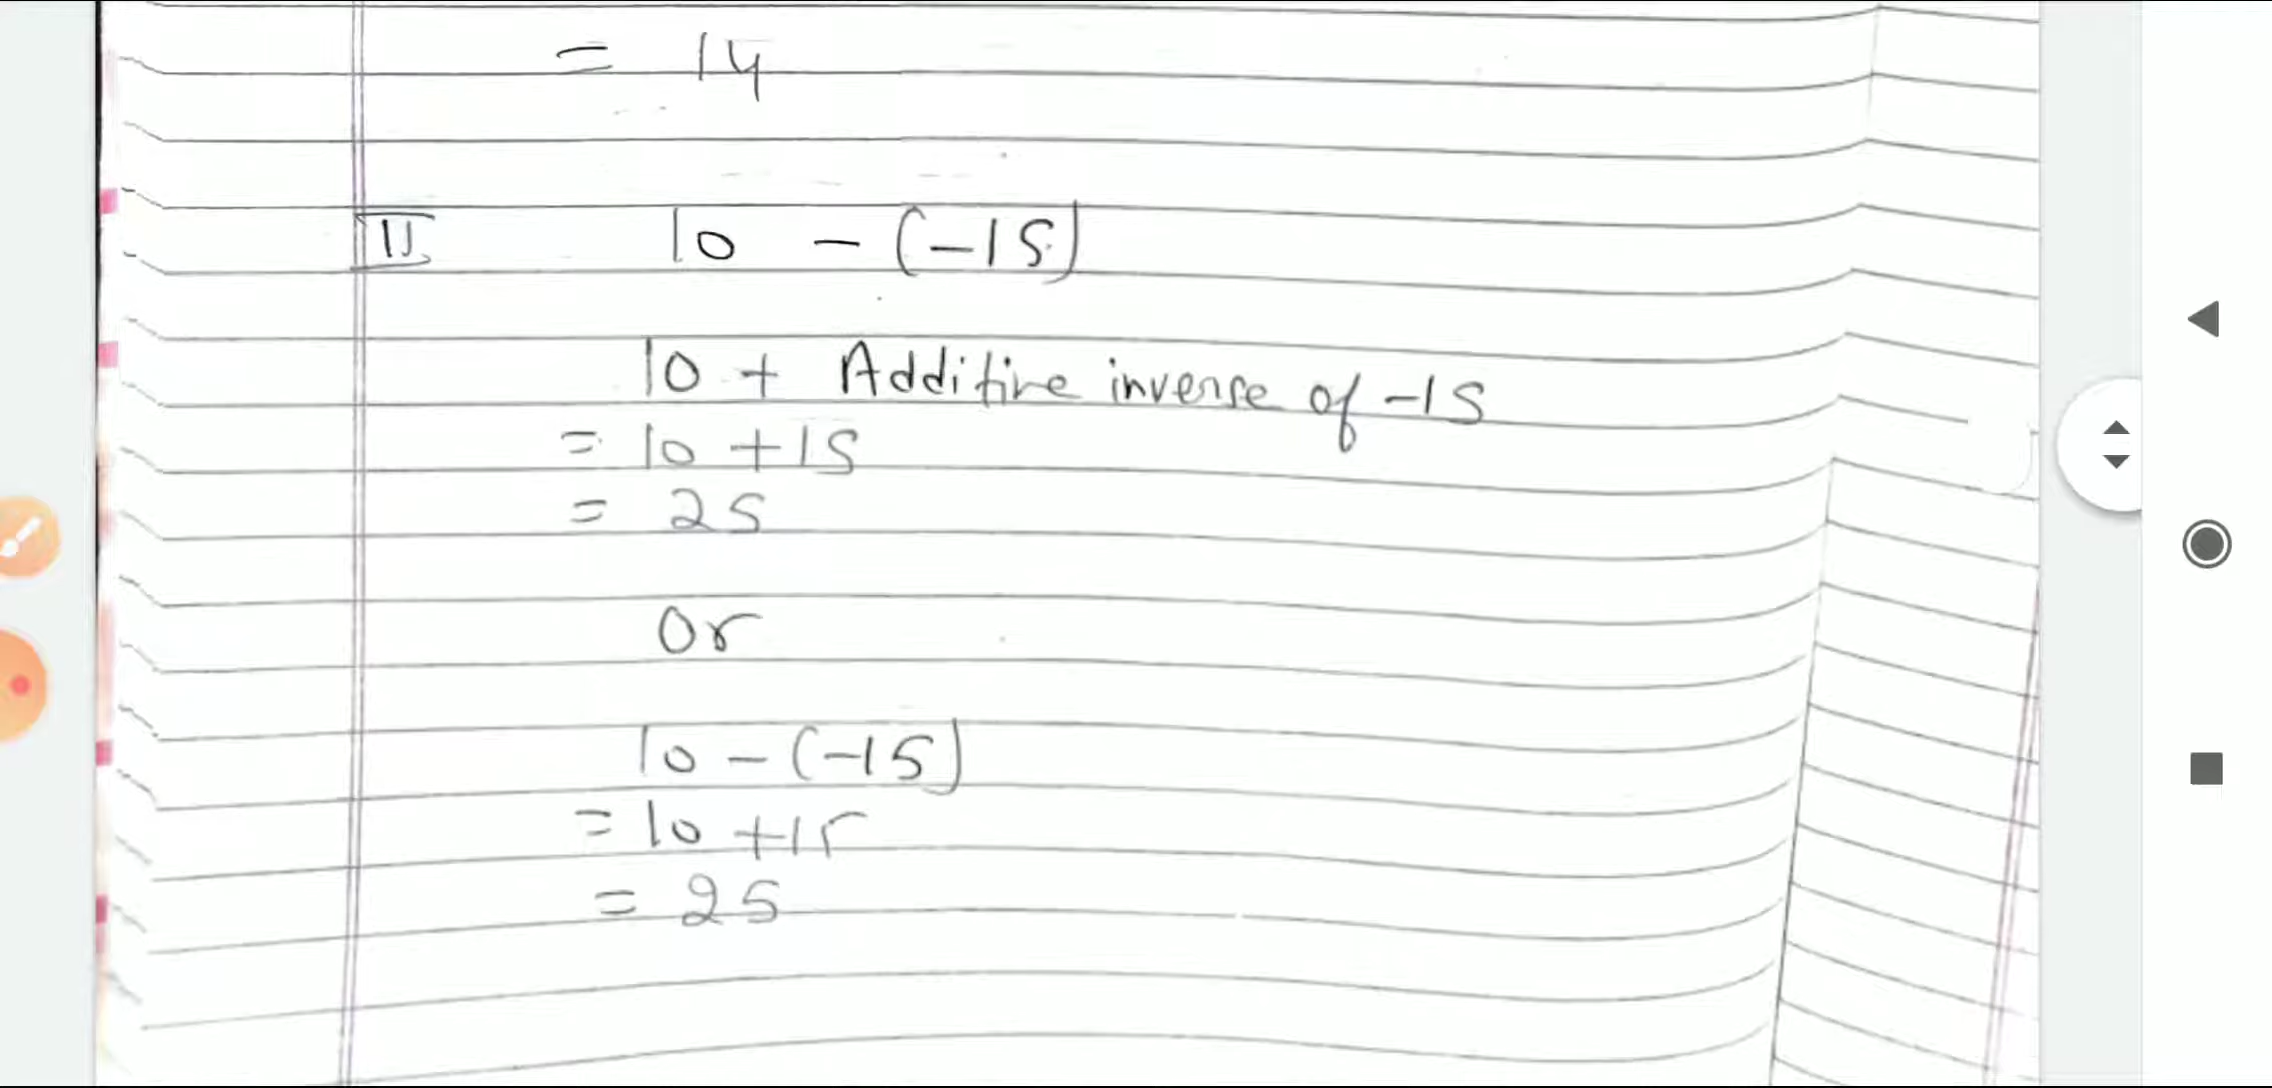 = 14
II 10 - (-15)
10 + Additive inverse of -15
= 10 + 15
= 25
Or
10 - (-15)
= 10 + 15
= 25